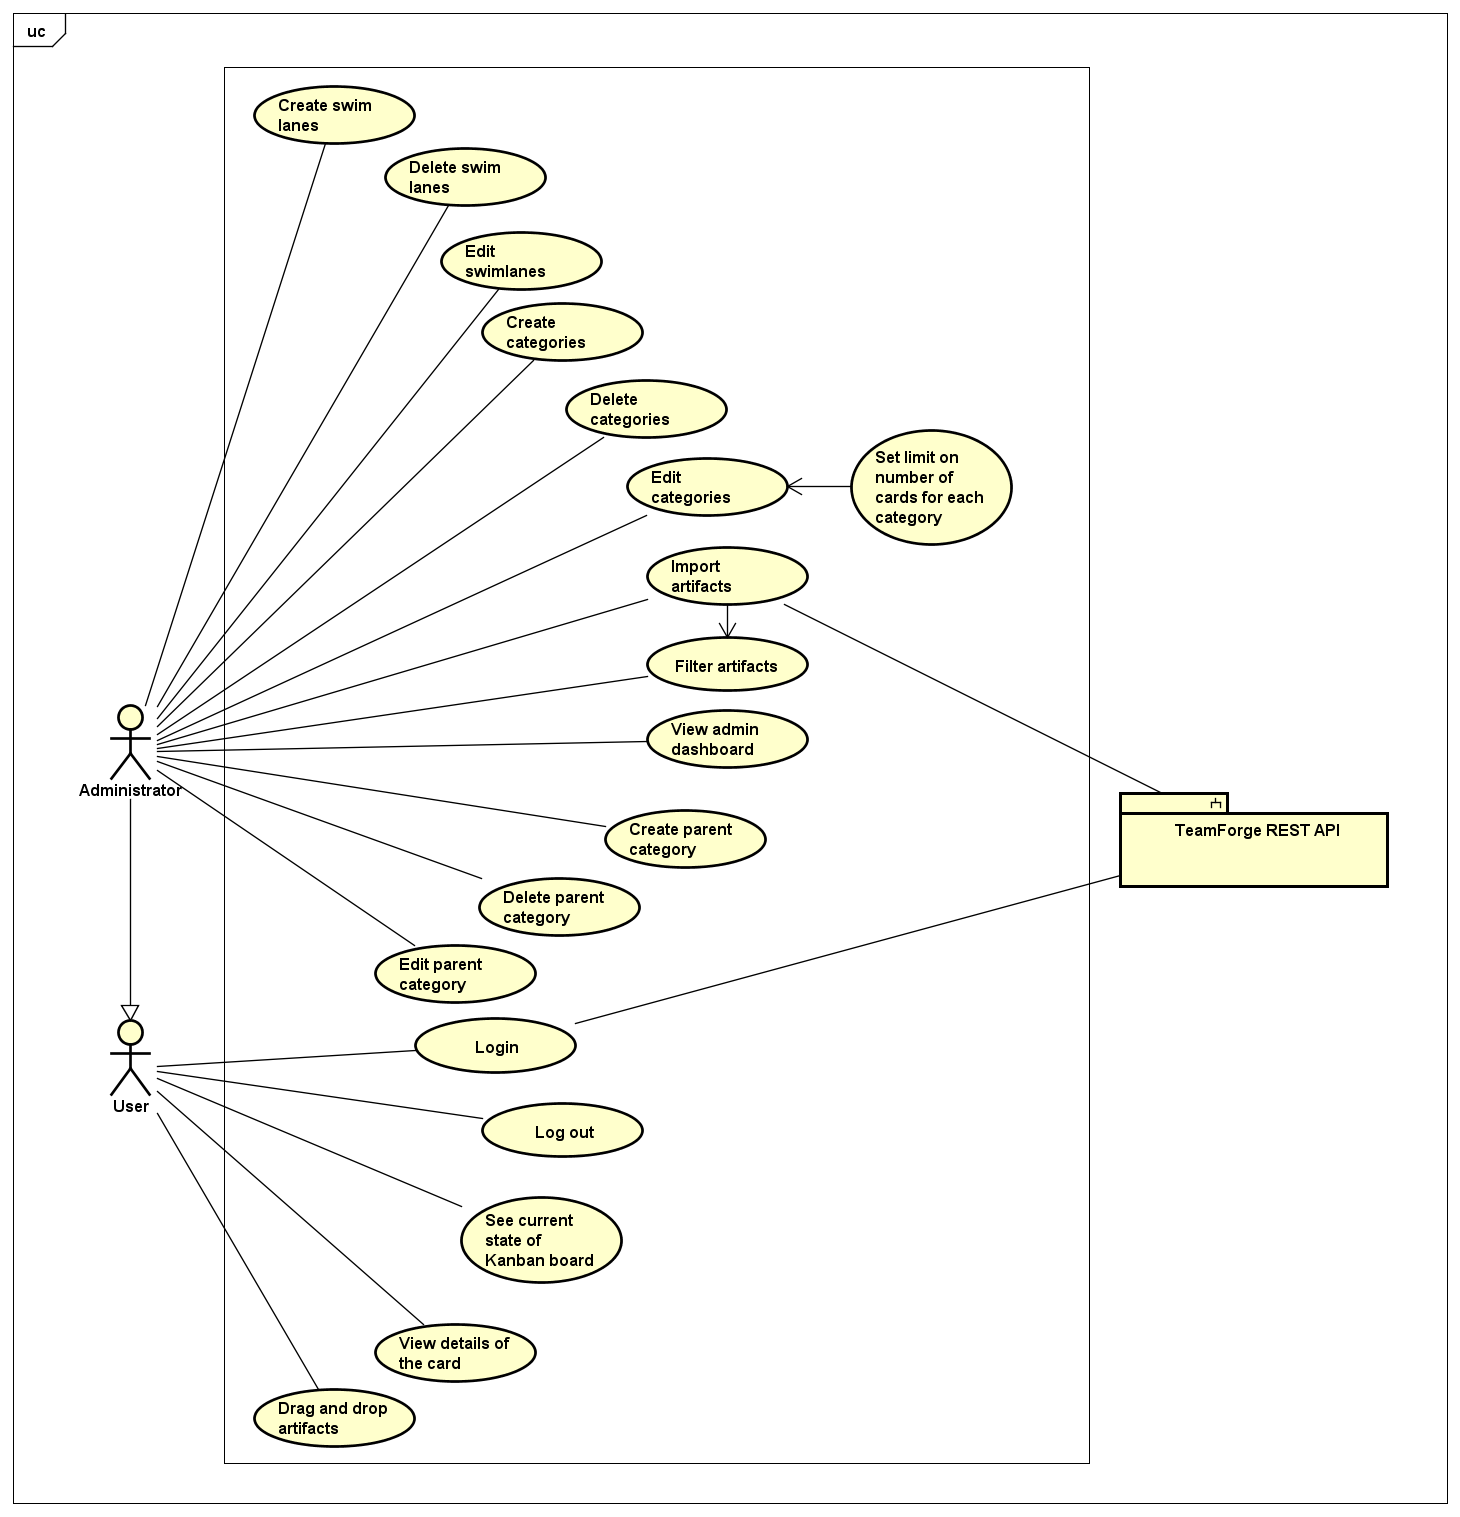 uc
Create swim
lanes
Delete swim
lanes
Edit
swimlanes
Create
categories
Delete
categories
Edit
categories
Set limit on
number of
cards for each
category
Import
artifacts
Filter artifacts
View admin
dashboard
Administrator
Create parent
category
TeamForge REST API
Delete parent
category
Edit parent
category
Login
User
Log out
See current
state of
Kanban board
View details of
the card
Drag and drop
artifacts